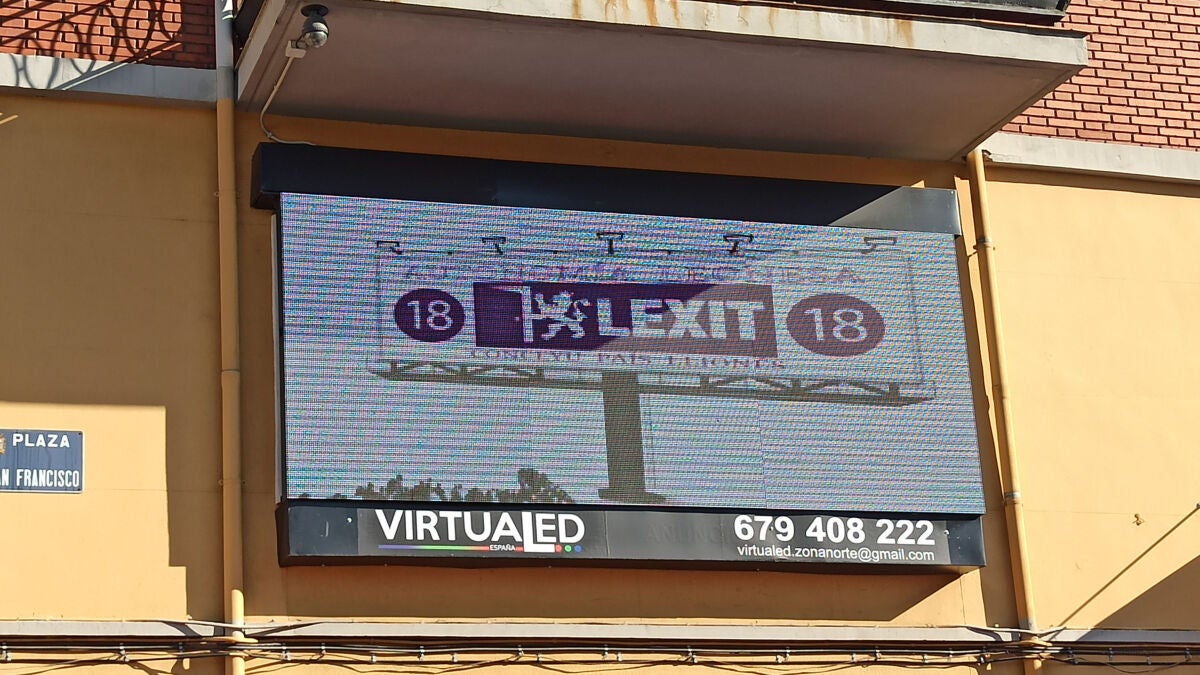 18 LEXIT 18
PLAZA
AN FRANCISCO
VIRTUALED
ESPAÑA
679 408 222
virtualed.zonanorte@gmail.com